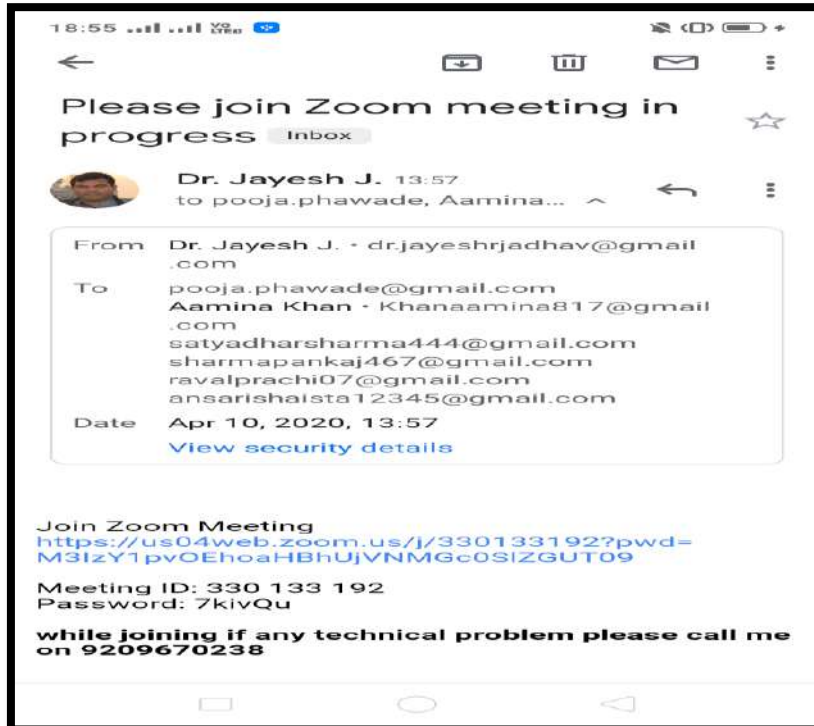 18:55
Please join Zoom meeting in
progress Inbox
Dr. Jayesh J. 13:57
to pooja.phawade, Aamina...
From Dr. Jayesh J. • dr.jayeshrjadhav@gmail
.com
To pooja.phawade@gmail.com
Aamina Khan • Khanaamina817@gmail
.com
satyadharsharma444@gmail.com
sharmapankaj467@gmail.com
ravalprachi07@gmail.com
ansarishaista12345@gmail.com
Date Apr 10, 2020, 13:57
View security details
Join Zoom Meeting
https://us04web.zoom.us/j/330133192?pwd=
M3IzY1pvOEhoaHBhUjVNMGc0SlZGUT09
Meeting ID: 330 133 192
Password: 7kivQu
while joining if any technical problem please call me
on 9209670238